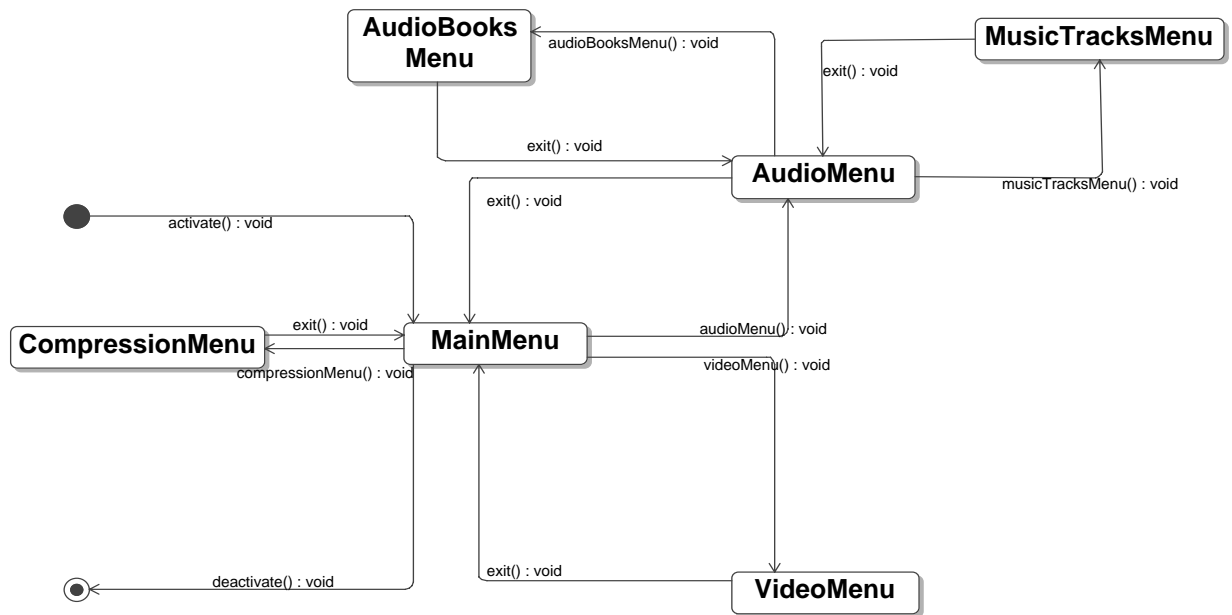 AudioBooks
Menu
audioBooksMenu() : void
MusicTracksMenu
exit() : void
exit() : void
AudioMenu
musicTracksMenu() : void
exit() : void
activate() : void
exit() : void
CompressionMenu
MainMenu
audioMenu() : void
compressionMenu() : void
videoMenu() : void
deactivate() : void
exit() : void
VideoMenu